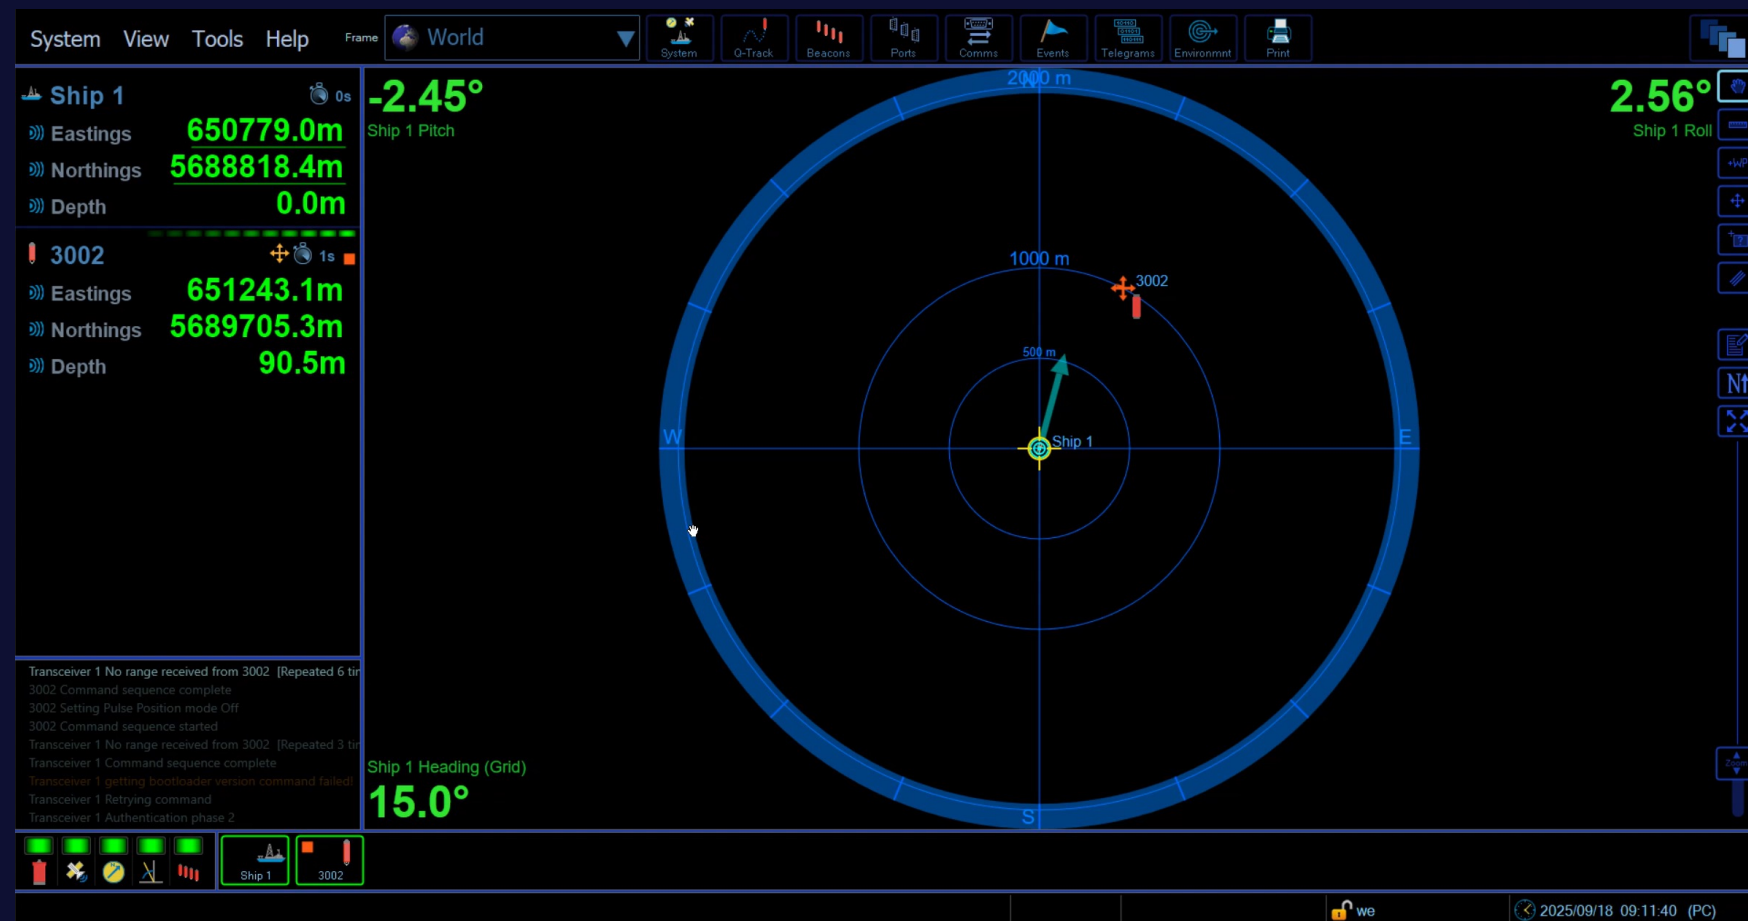 System View Tools Help Frame World
System Q-Track Beacons Ports Comms Events Telegrams Environmnt Print
Ship 1 0s
Eastings 650779.0m
Northings 5688818.4m
Depth 0.0m
3002 1s
Eastings 651243.1m
Northings 5689705.3m
Depth 90.5m
-2.45°
Ship 1 Pitch
2.56°
Ship 1 Roll
2000 m
N
1000 m
3002
500 m
W
Ship 1
E
S
+WP
N
Zoom
Transceiver 1 No range received from 3002 [Repeated 6 tir
3002 Command sequence complete
3002 Setting Pulse Position mode Off
3002 Command sequence started
Transceiver 1 No range received from 3002 [Repeated 3 tir
Transceiver 1 Command sequence complete
Transceiver 1 getting bootloader version command failed!
Transceiver 1 Retrying command
Transceiver 1 Authentication phase 2
Ship 1 Heading (Grid)
15.0°
Ship 1 3002
we 2025/09/18 09:11:40 (PC)